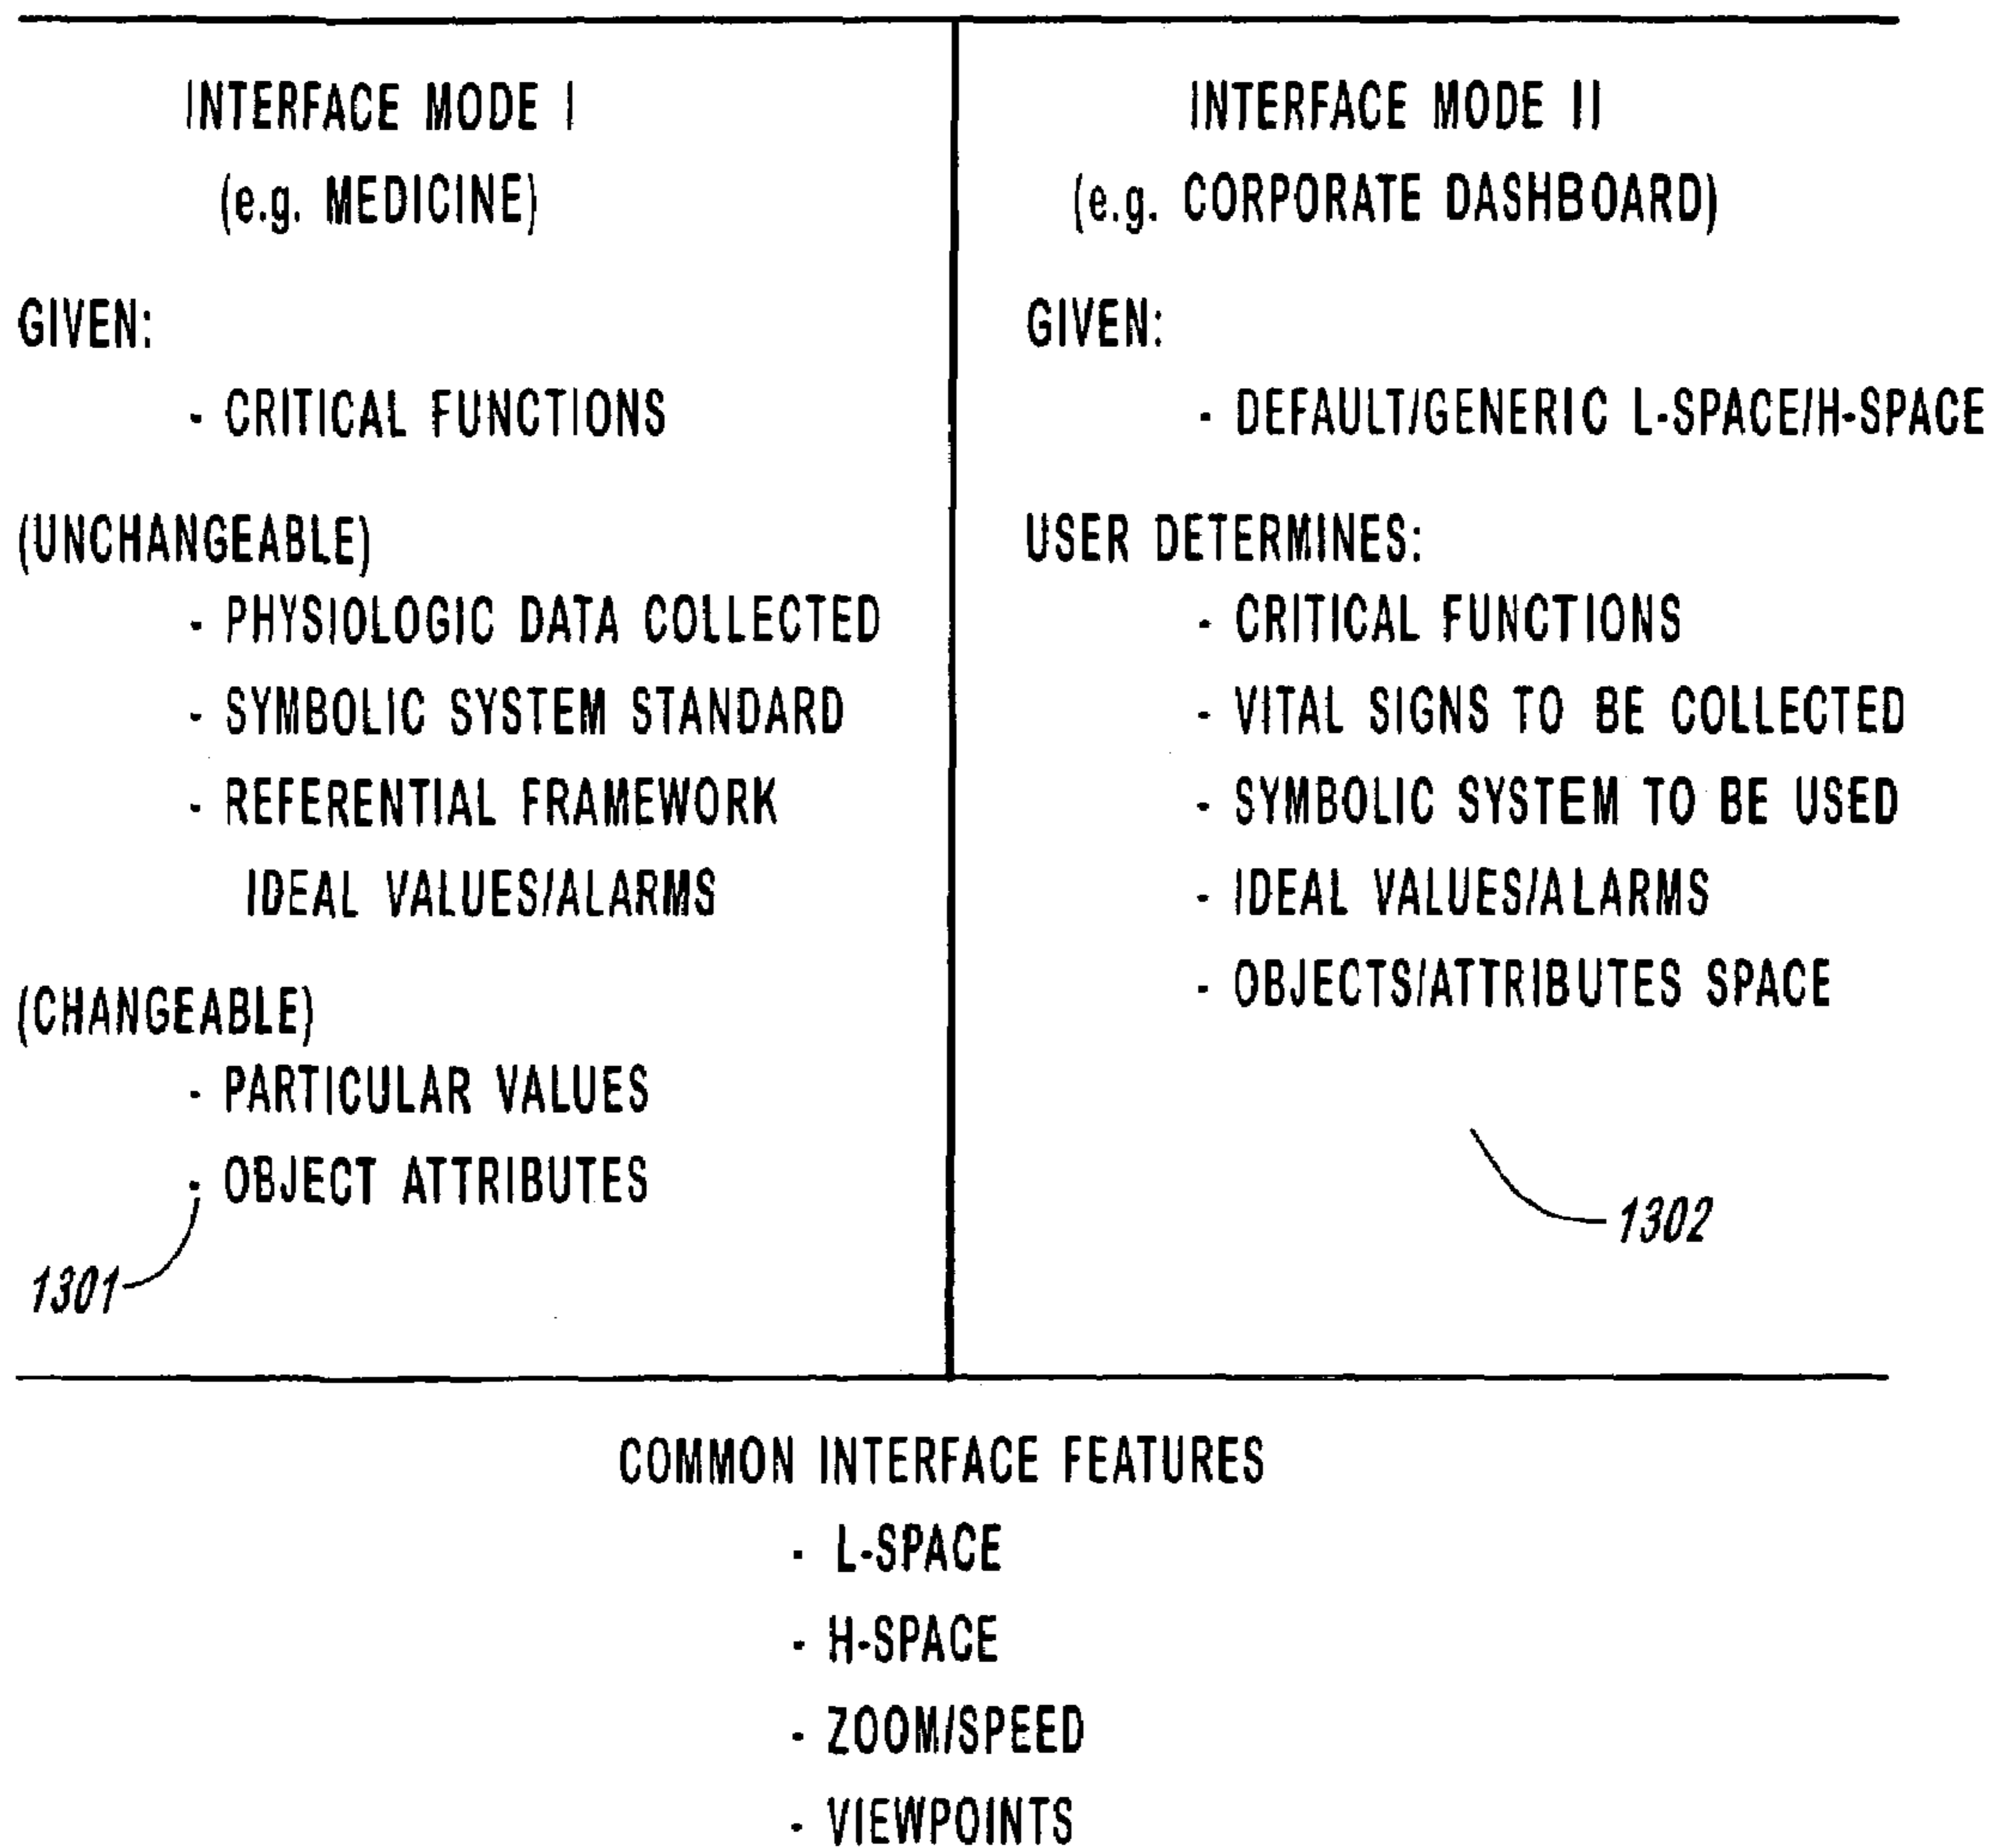 INTERFACE MODE I
(e.g. MEDICINE)
GIVEN:
- CRITICAL FUNCTIONS
(UNCHANGEABLE)
- PHYSIOLOGIC DATA COLLECTED
- SYMBOLIC SYSTEM STANDARD
- REFERENTIAL FRAMEWORK
IDEAL VALUES/ALARMS
(CHANGEABLE)
- PARTICULAR VALUES
- OBJECT ATTRIBUTES
1301
INTERFACE MODE II
(e.g. CORPORATE DASHBOARD)
GIVEN:
- DEFAULT/GENERIC L-SPACE/H-SPACE
USER DETERMINES:
- CRITICAL FUNCTIONS
- VITAL SIGNS TO BE COLLECTED
- SYMBOLIC SYSTEM TO BE USED
- IDEAL VALUES/ALARMS
- OBJECTS/ATTRIBUTES SPACE
1302
COMMON INTERFACE FEATURES
- L-SPACE
- H-SPACE
- ZOOM/SPEED
- VIEWPOINTS